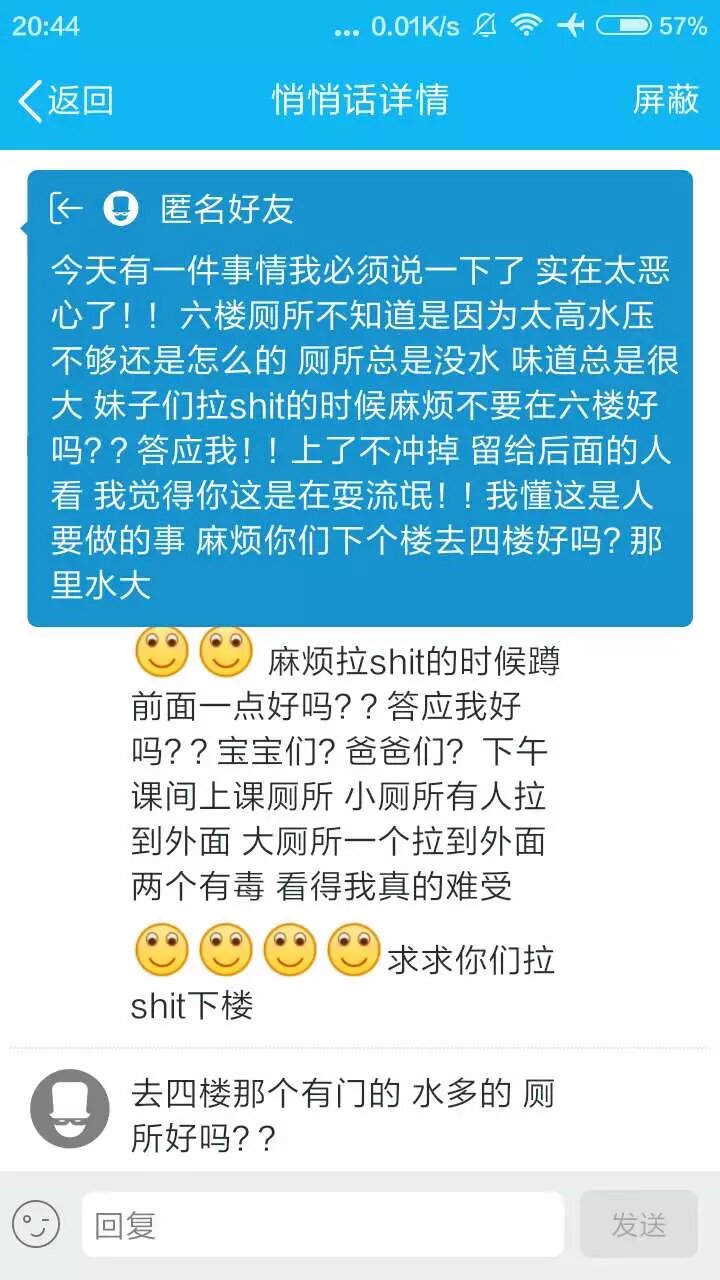 20:44
... 0.01K/s 57%
返回
悄悄话详情
屏蔽
匿名好友
今天有一件事情我必须说一下了 实在太恶
心了！！ 六楼厕所不知道是因为太高水压
不够还是怎么的 厕所总是没水 味道总是很
大 妹子们拉shit的时候麻烦不要在六楼好
吗？？答应我！！上了不冲掉 留给后面的人
看 我觉得你这是在耍流氓！！我懂这是人
要做的事 麻烦你们下个楼去四楼好吗？那
里水大
麻烦拉shit的时候蹲
前面一点好吗？？答应我好
吗？？宝宝们？爸爸们？ 下午
课间上课厕所 小厕所有人拉
到外面 大厕所一个拉到外面
两个有毒 看得我真的难受
求求你们拉
shit下楼
去四楼那个有门的 水多的 厕
所好吗？？
回复
发送